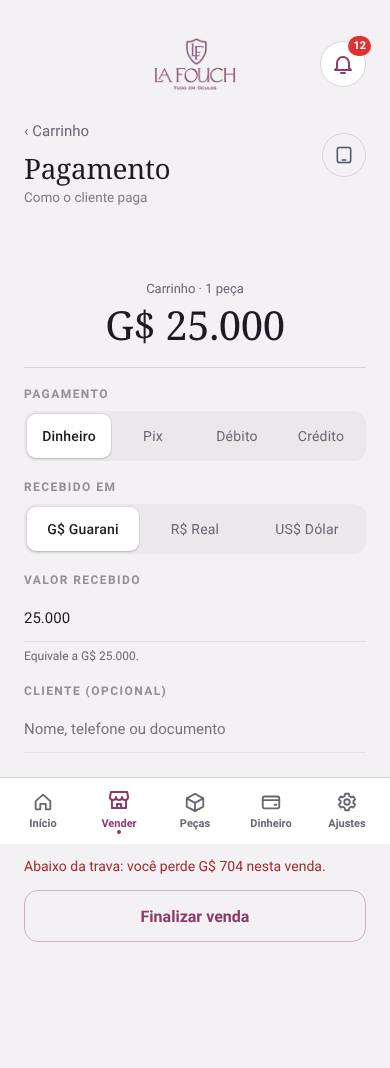 LF
LA FOUCH
TUDO EM ÓCULOS
12
‹ Carrinho
Pagamento
Como o cliente paga
Carrinho · 1 peça
G$ 25.000
PAGAMENTO
Dinheiro Pix Débito Crédito
RECEBIDO EM
G$ Guarani R$ Real US$ Dólar
VALOR RECEBIDO
25.000
Equivale a G$ 25.000.
CLIENTE (OPCIONAL)
Nome, telefone ou documento
Início Vender Peças Dinheiro Ajustes
Abaixo da trava: você perde G$ 704 nesta venda.
Finalizar venda